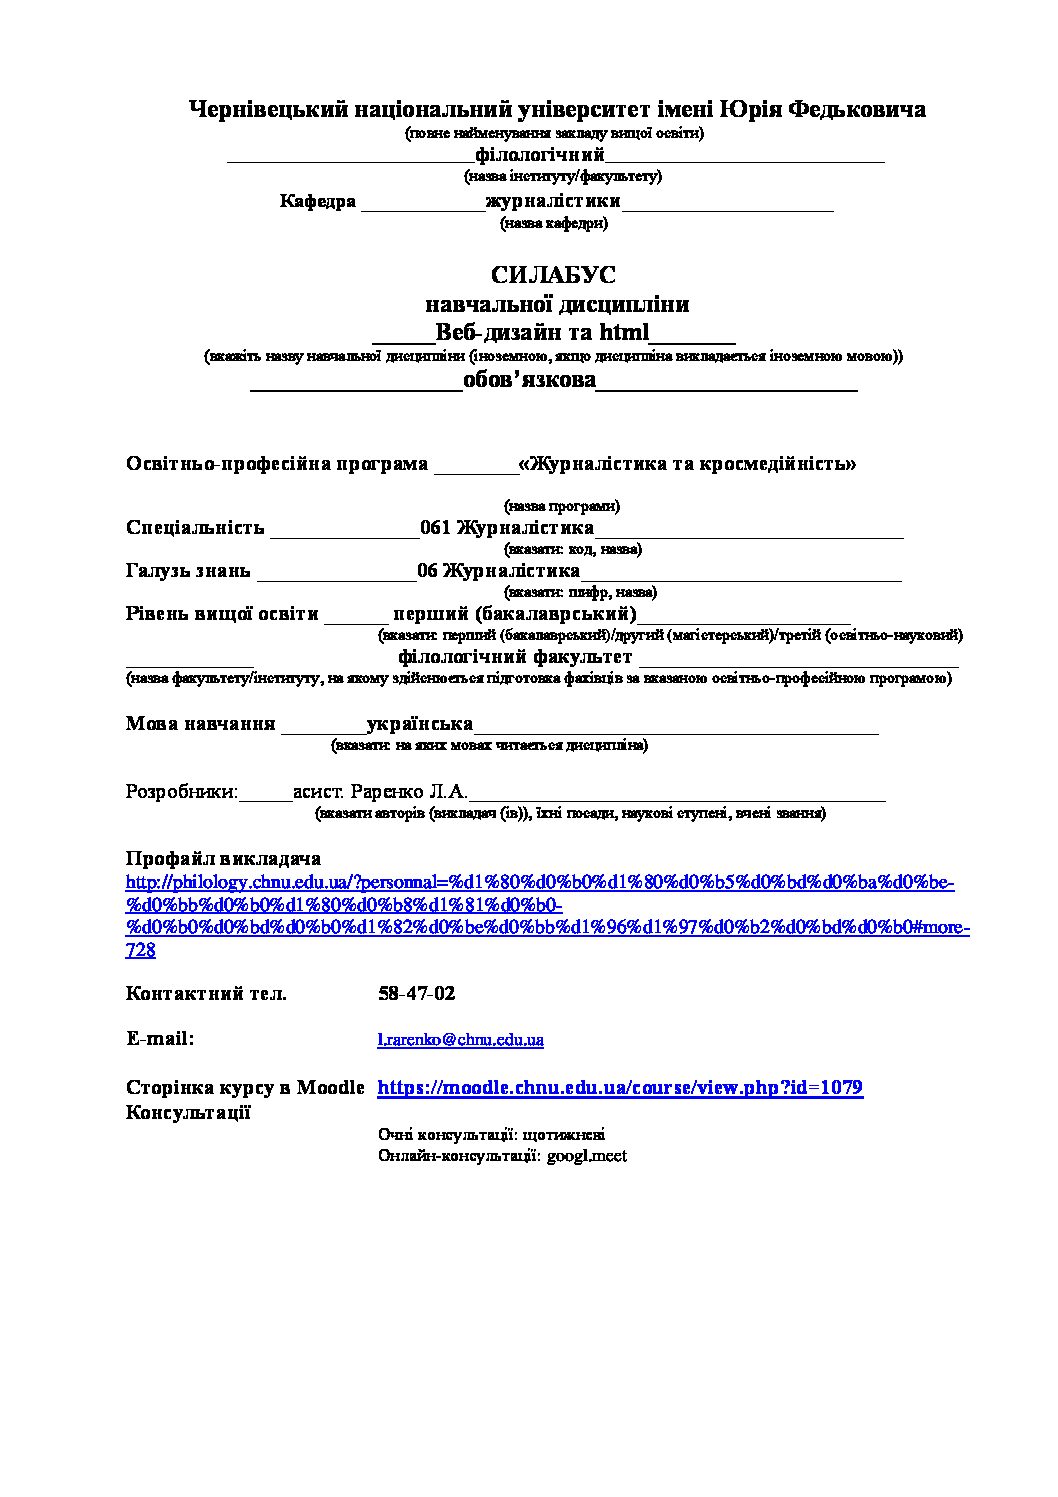 Чернівецький національний університет імені Юрія Федьковича
(повне найменування закладу вищої освіти)
_______________________філологічний__________________________
(назва інституту/факультету)
Кафедра ____________журналістики____________________
(назва кафедри)
СИЛАБУС
навчальної дисципліни
_____Веб-дизайн та html_______
(вкажіть назву навчальної дисципліни (іноземною, якщо дисципліна викладається іноземною мовою))
_________________обов’язкова_____________________
Освітньо-професійна програма ________«Журналістика та кросмедійність»
(назва програми)
Спеціальність ______________061 Журналістика_____________________________
(вказати: код, назва)
Галузь знань _______________06 Журналістика______________________________
(вказати: шифр, назва)
Рівень вищої освіти ______ перший (бакалаврський)____________________
(вказати: перший (бакалаврський)/другий (магістерський)/третій (освітньо-науковий)
____________ філологічний факультет ______________________________
(назва факультету/інституту, на якому здійснюється підготовка фахівців за вказаною освітньо-професійною програмою)
Мова навчання ________українська______________________________________
(вказати: на яких мовах читається дисципліна)
Розробники:_____асист. Раренко Л.А._______________________________________
(вказати авторів (викладач (ів)), їхні посади, наукові ступені, вчені звання)
Профайл викладача
http://philology.chnu.edu.ua/?personnal=%d1%80%d0%b0%d1%80%d0%b5%d0%bd%d0%ba%d0%be-
%d0%bb%d0%b0%d1%80%d0%b8%d1%81%d0%b0-
%d0%b0%d0%bd%d0%b0%d1%82%d0%be%d0%bb%d1%96%d1%97%d0%b2%d0%bd%d0%b0#more-
728
Контактний тел. 58-47-02
E-mail: l.rarenko@chnu.edu.ua
Сторінка курсу в Moodle https://moodle.chnu.edu.ua/course/view.php?id=1079
Консультації
Очні консультації: щотижневі
Онлайн-консультації: googl.meet